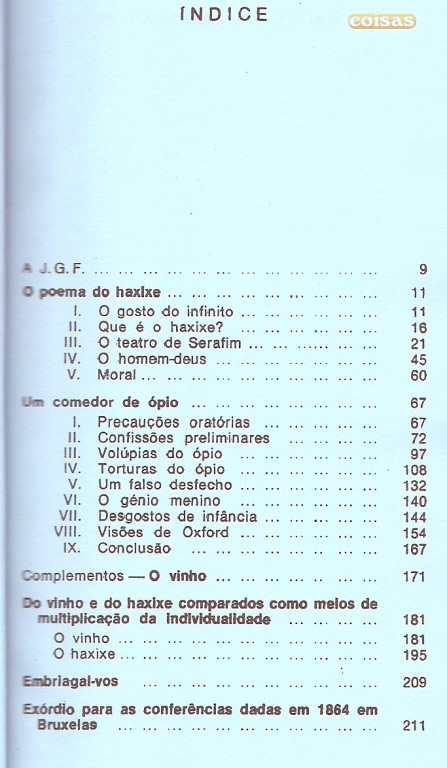 ÍNDICE
coisas
A J. G. F. ... ... ... ... ... ... ... ... ... ... ... 9
O poema do haxixe ... ... ... ... ... ... ... ... ... 11
I. O gosto do infinito ... ... ... ... ... ... 11
II. Que é o haxixe? ... ... ... ... ... ... 16
III. O teatro de Serafim ... ... ... ... ... 21
IV. O homem-deus ... ... ... ... ... ... ... 45
V. Moral ... ... ... ... ... ... ... ... ... ... 60
Um comedor de ópio ... ... ... ... ... ... ... ... 67
I. Precauções oratórias ... ... ... ... ... 67
II. Confissões preliminares ... ... ... ... ... 72
III. Volúpias do ópio ... ... ... ... ... ... 97
IV. Torturas do ópio ... ... ... ... ... ... 108
V. Um falso desfecho ... ... ... ... ... ... 132
VI. O génio menino ... ... ... ... ... ... 140
VII. Desgostos de infância ... ... ... ... ... 144
VIII. Visões de Oxford ... ... ... ... ... ... 154
IX. Conclusão ... ... ... ... ... ... ... ... 167
Complementos — O vinho ... ... ... ... ... ... ... 171
Do vinho e do haxixe comparados como meios de
multiplicação da individualidade ... ... ... ... 181
O vinho ... ... ... ... ... ... ... ... ... ... ... 181
O haxixe ... ... ... ... ... ... ... ... ... ... ... 195
Embriagai-vos ... ... ... ... ... ... ... ... ... ... 209
Exórdio para as conferências dadas em 1864 em
Bruxelas ... ... ... ... ... ... ... ... ... ... 211